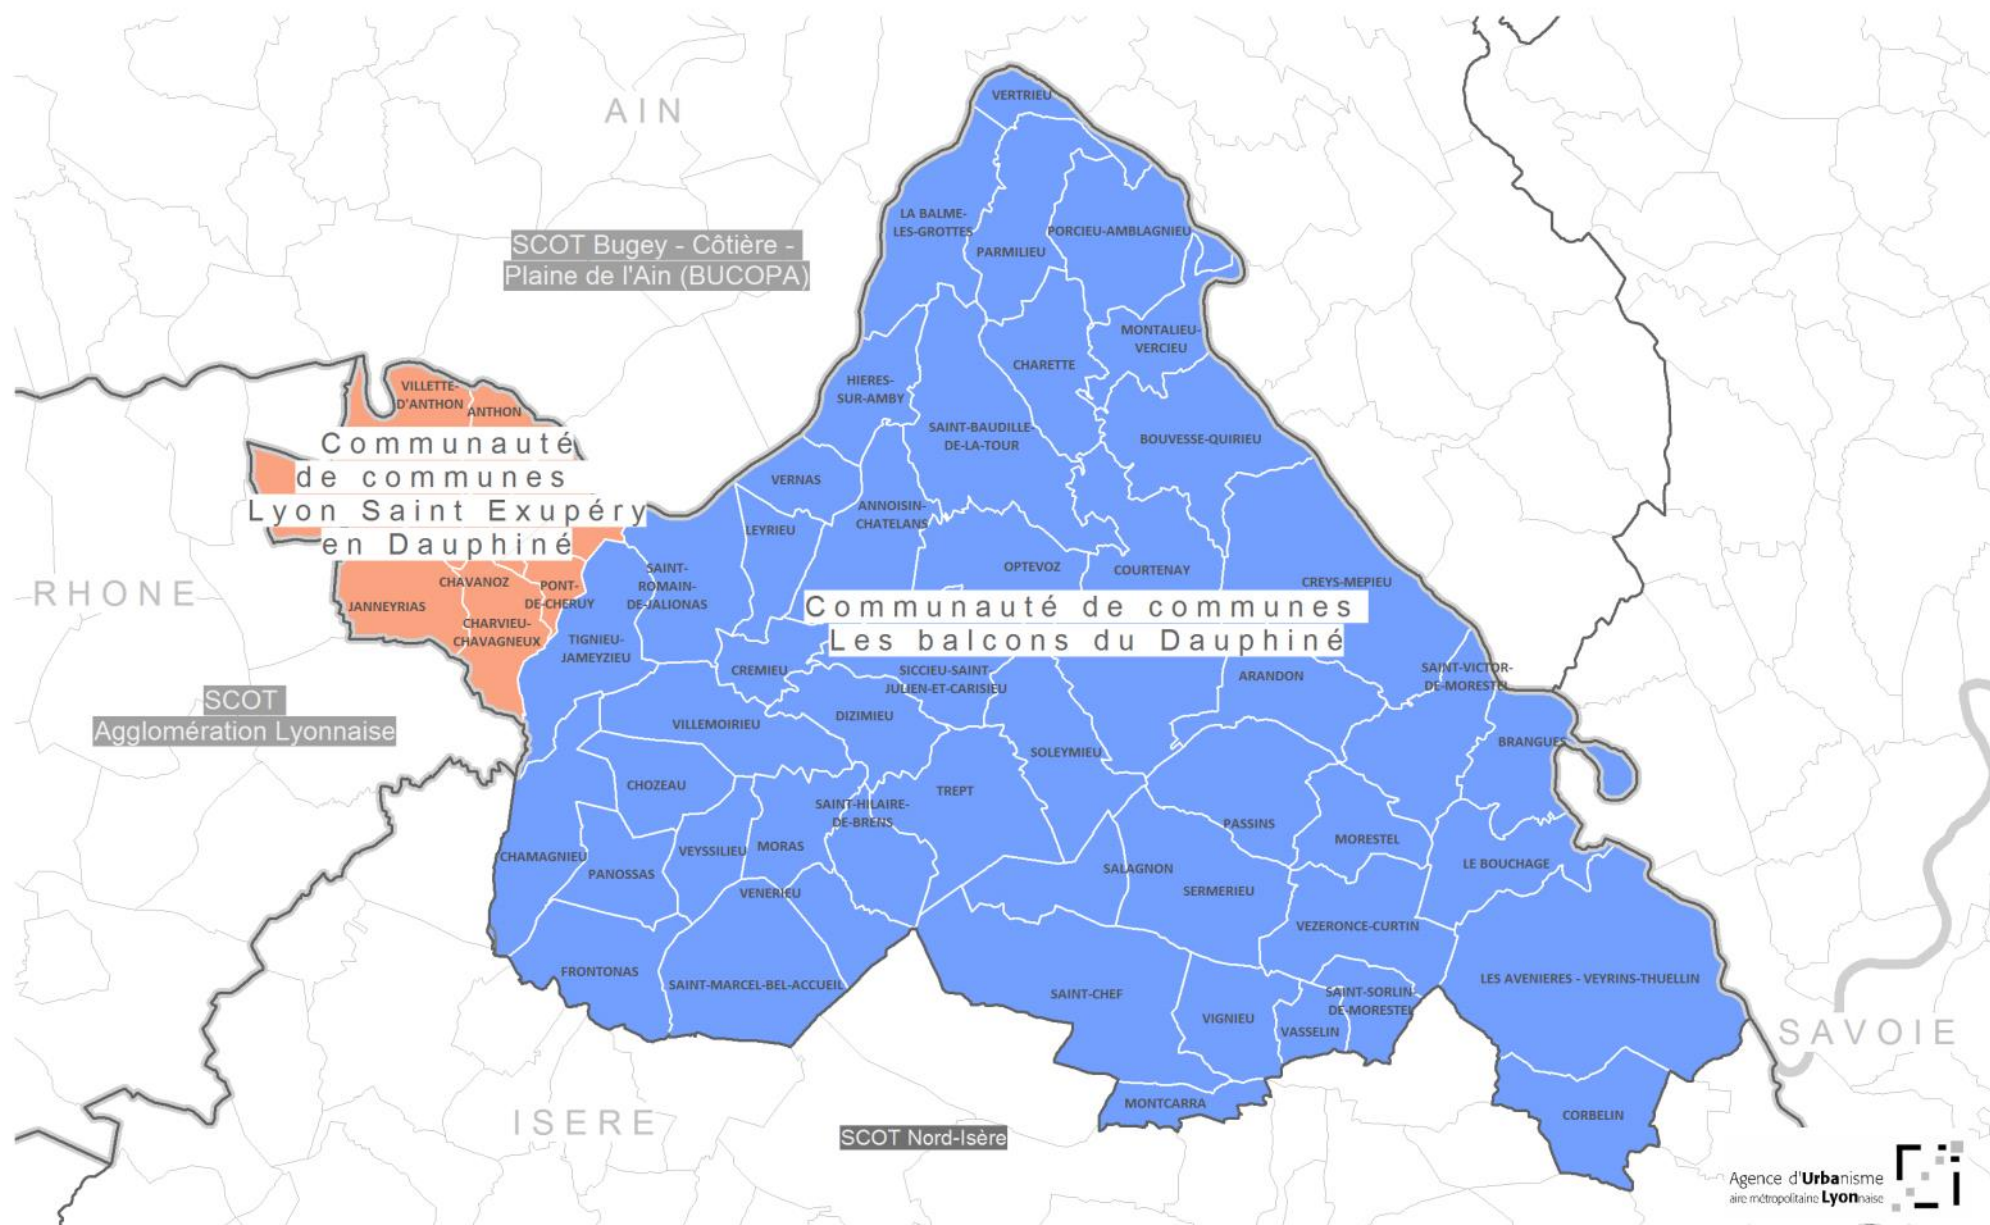 VERTRIEU
AIN
LA BALME-
LES-GROTTES
PORCIEU-AMBLAGNIEU
PARMILIEU
SCOT Bugey - Côtière -
Plaine de l'Ain (BUCOPA)
MONTALIEU-
VERCIEU
CHARETTE
HIERES-
SUR-AMBY
VILLETTE-
D'ANTHON
ANTHON
SAINT-BAUDILLE-
DE-LA-TOUR
BOUVESSE-QUIRIEU
Communauté
de communes
Lyon Saint Exupéry
en Dauphiné
VERNAS
ANNOISIN-
CHATELANS
LEYRIEU
OPTEVOZ
COURTENAY
CREYS-MEPIEU
SAINT-
ROMAIN-
DE-JALIONAS
RHONE
CHAVANOZ
PONT-
DE-CHERUY
JANNEYRIAS
CHARVIEU-
CHAVAGNEUX
TIGNIEU-
JAMEYZIEU
Communauté de communes
Les balcons du Dauphiné
CREMIEU
SICCIEU-SAINT-
JULIEN-ET-CARISIEU
ARANDON
SAINT-VICTOR-
DE-MORESTEL
SCOT
Agglomération Lyonnaise
VILLEMOIRIEU
DIZIMIEU
SOLEYMIEU
BRANGUES
CHOZEAU
SAINT-HILAIRE-
DE-BRENS
TREPT
PASSINS
MORESTEL
CHAMAGNIEU
PANOSSAS
VEYSSILIEU
MORAS
VENERIEU
SALAGNON
SERMERIEU
LE BOUCHAGE
VEZERONCE-CURTIN
FRONTONAS
SAINT-MARCEL-BEL-ACCUEIL
SAINT-CHEF
VIGNIEU
VASSELIN
SAINT-SORLIN-
DE-MORESTEL
LES AVENIERES - VEYRINS-THUELLIN
SAVOIE
MONTCARRA
CORBELIN
ISERE
SCOT Nord-Isère
Agence d'Urbanisme
aire métropolitaine Lyonnaise